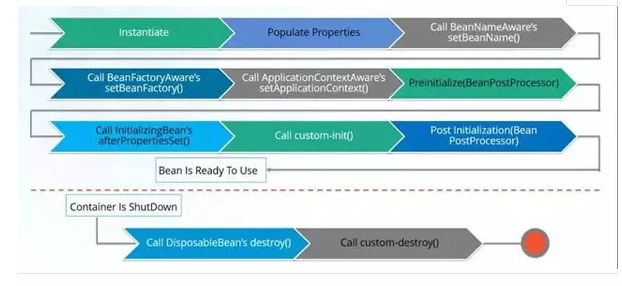 Instantiate
Populate Properties
Call BeanNameAware's
setBeanName()
Call BeanFactoryAware's
setBeanFactory()
Call ApplicationContextAware's
setApplicationContext()
Preinitialize(BeanPostProcessor)
Call InitializingBean's
afterPropertiesSet()
Call custom-init()
Post Initialization(Bean
PostProcessor)
Bean Is Ready To Use
Container Is ShutDown
Call DisposableBean's destroy()
Call custom-destroy()